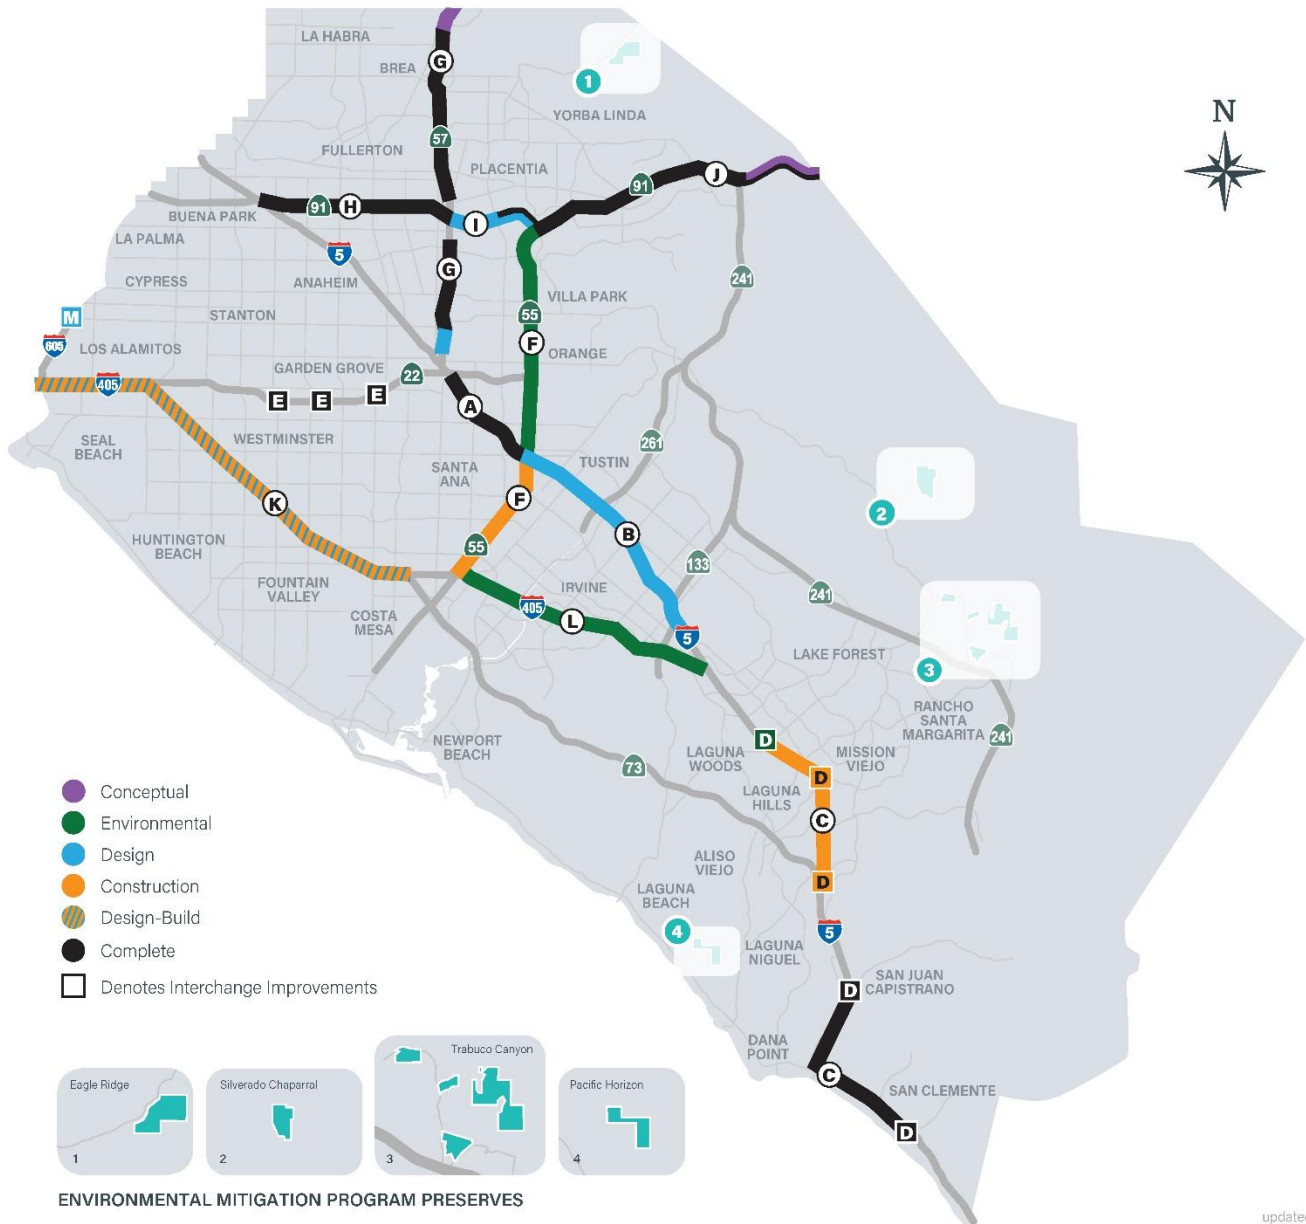 LA HABRA
G
BREA
1
N
YORBA LINDA
57
FULLERTON
PLACENTIA
J
91
91
H
BUENA PARK
I
LA PALMA
5
G
CYPRESS
ANAHEIM
241
VILLA PARK
M
STANTON
55
605
LOS ALAMITOS
F
ORANGE
GARDEN GROVE
22
405
E
E
E
A
SEAL
BEACH
WESTMINSTER
261
SANTA
ANA
TUSTIN
K
F
2
B
HUNTINGTON
BEACH
55
133
FOUNTAIN
VALLEY
IRVINE
241
COSTA
MESA
405
L
5
LAKE FOREST
3
RANCHO
SANTA
MARGARITA
241
NEWPORT
BEACH
D
LAGUNA
WOODS
MISSION
VIEJO
73
D
LAGUNA
HILLS
C
ALISO
VIEJO
D
LAGUNA
BEACH
4
5
LAGUNA
NIGUEL
SAN JUAN
CAPISTRANO
D
DANA
POINT
C
SAN CLEMENTE
D
Conceptual
Environmental
Design
Construction
Design-Build
Complete
Denotes Interchange Improvements
Eagle Ridge
1
Silverado Chaparral
2
Trabuco Canyon
3
Pacific Horizon
4
ENVIRONMENTAL MITIGATION PROGRAM PRESERVES
updated